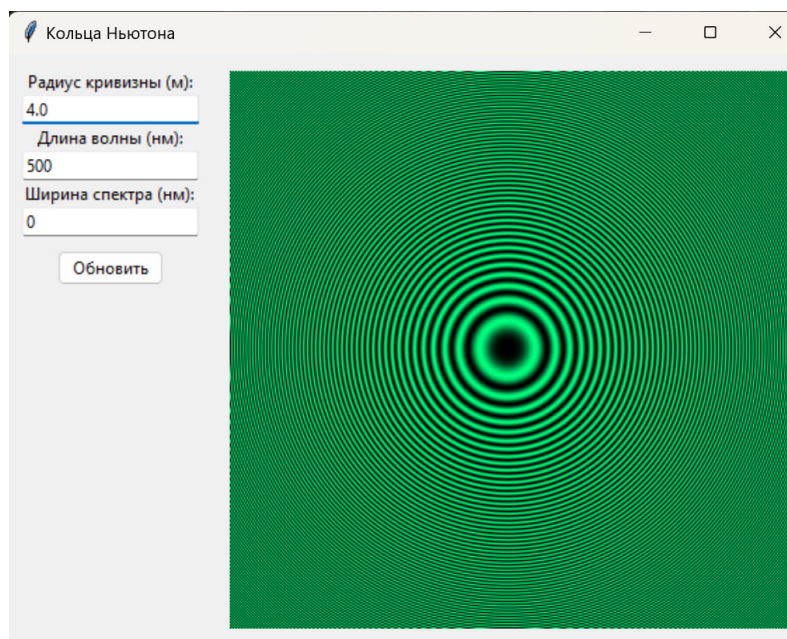 Кольца Ньютона
Радиус кривизны (м):
4.0
Длина волны (нм):
500
Ширина спектра (нм):
0
Обновить